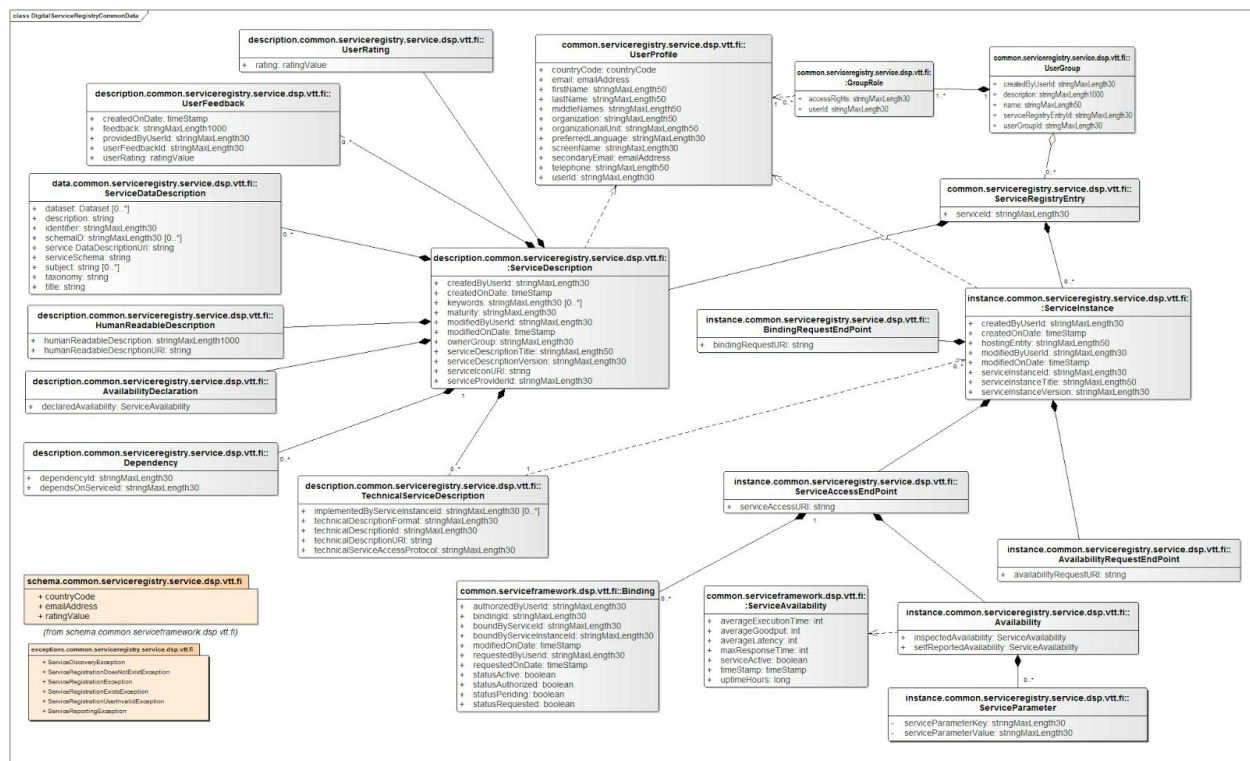 class DigitalServiceRegistryCommonData
description.common.serviceregistry.service.dsp.vtt.fi::
UserRating
+ rating: ratingValue
common.serviceregistry.service.dsp.vtt.fi::
UserProfile
+ countryCode: countryCode
+ email: emailAddress
+ firstName: stringMaxLength50
+ lastName: stringMaxLength50
+ middleNames: stringMaxLength50
+ organization: stringMaxLength50
+ organizationalUnit: stringMaxLength50
+ preferredLanguage: stringMaxLength30
+ screenName: stringMaxLength30
+ secondaryEmail: emailAddress
+ telephone: stringMaxLength50
+ userId: stringMaxLength30
common.serviceregistry.service.dsp.vtt.fi:
:GroupRole
+ accessRights: stringMaxLength30
+ userId: stringMaxLength30
common.serviceregistry.service.dsp.vtt.fi::
UserGroup
+ createdByUserId: stringMaxLength30
+ description: stringMaxLength1000
+ name: stringMaxLength50
+ serviceRegistryEntryId: stringMaxLength30
+ userGroupId: stringMaxLength30
1
0..*
1..*
1
0..*
description.common.serviceregistry.service.dsp.vtt.fi::
UserFeedback
+ createdOnDate: timeStamp
+ feedback: stringMaxLength1000
+ providedByUserId: stringMaxLength30
+ userFeedbackId: stringMaxLength30
+ userRating: ratingValue
0..*
data.common.serviceregistry.service.dsp.vtt.fi::
ServiceDataDescription
+ dataset: Dataset [0..*]
+ description: string
+ identifier: stringMaxLength30
+ schemaID: stringMaxLength30 [0..*]
+ service DataDescriptionUri: string
+ serviceSchema: string
+ subject: string [0..*]
+ taxonomy: string
+ title: string
0..*
common.serviceregistry.service.dsp.vtt.fi::
ServiceRegistryEntry
+ serviceId: stringMaxLength30
0..*
description.common.serviceregistry.service.dsp.vtt.fi:
:ServiceDescription
+ createdByUserId: stringMaxLength30
+ createdOnDate: timeStamp
+ keywords: stringMaxLength30 [0..*]
+ maturity: stringMaxLength30
+ modifiedByUserId: stringMaxLength30
+ modifiedOnDate: timeStamp
+ ownerGroup: stringMaxLength30
+ serviceDescriptionTitle: stringMaxLength50
+ serviceDescriptionVersion: stringMaxLength30
+ serviceIconURI: string
+ serviceProviderId: stringMaxLength30
instance.common.serviceregistry.service.dsp.vtt.fi:
:ServiceInstance
+ createdByUserId: stringMaxLength30
+ createdOnDate: timeStamp
+ hostingEntity: stringMaxLength50
+ modifiedByUserId: stringMaxLength30
+ modifiedOnDate: timeStamp
+ serviceInstanceId: stringMaxLength30
+ serviceInstanceTitle: stringMaxLength50
+ serviceInstanceVersion: stringMaxLength30
0..*
description.common.serviceregistry.service.dsp.vtt.fi::
HumanReadableDescription
+ humanReadableDescription: stringMaxLength1000
+ humanReadableDescriptionURI: string
instance.common.serviceregistry.service.dsp.vtt.fi::
BindingRequestEndPoint
+ bindingRequestURI: string
description.common.serviceregistry.service.dsp.vtt.fi::
AvailabilityDeclaration
+ declaredAvailability: ServiceAvailability
1
description.common.serviceregistry.service.dsp.vtt.fi::
Dependency
+ dependencyId: stringMaxLength30
+ dependsOnServiceId: stringMaxLength30
0..*
0..*
1
description.common.serviceregistry.service.dsp.vtt.fi::
TechnicalServiceDescription
+ implementedByServiceInstanceId: stringMaxLength30 [0..*]
+ technicalDescriptionFormat: stringMaxLength30
+ technicalDescriptionId: stringMaxLength30
+ technicalDescriptionURI: string
+ technicalServiceAccessProtocol: stringMaxLength30
instance.common.serviceregistry.service.dsp.vtt.fi::
ServiceAccessEndPoint
+ serviceAccessURI: string
1
instance.common.serviceregistry.service.dsp.vtt.fi::
AvailabilityRequestEndPoint
+ availabilityRequestURI: string
schema.common.serviceregistry.service.dsp.vtt.fi
+ countryCode
+ emailAddress
+ ratingValue
(from schema.common.serviceframework.dsp.vtt.fi)
exceptions.common.serviceregistry.service.dsp.vtt.fi
+ ServiceDiscoveryException
+ ServiceRegistrationDoesNotExistException
+ ServiceRegistrationException
+ ServiceRegistrationExistsException
+ ServiceRegistrationUserInvalidException
+ ServiceReportingException
common.serviceframework.dsp.vtt.fi::Binding
+ authorizedByUserId: stringMaxLength30
+ bindingId: stringMaxLength30
+ boundByServiceId: stringMaxLength30
+ boundByServiceInstanceId: stringMaxLength30
+ modifiedOnDate: timeStamp
+ requestedByUserId: stringMaxLength30
+ requestedOnDate: timeStamp
+ statusActive: boolean
+ statusAuthorized: boolean
+ statusPending: boolean
+ statusRequested: boolean
0..*
common.serviceframework.dsp.vtt.fi:
:ServiceAvailability
+ averageExecutionTime: int
+ averageGoodput: int
+ averageLatency: int
+ maxResponseTime: int
+ serviceActive: boolean
+ timeStamp: timeStamp
+ uptimeHours: long
instance.common.serviceregistry.service.dsp.vtt.fi::
Availability
+ inspectedAvailability: ServiceAvailability
+ selfReportedAvailability: ServiceAvailability
0..*
instance.common.serviceregistry.service.dsp.vtt.fi::
ServiceParameter
- serviceParameterKey: stringMaxLength30
- serviceParameterValue: stringMaxLength30